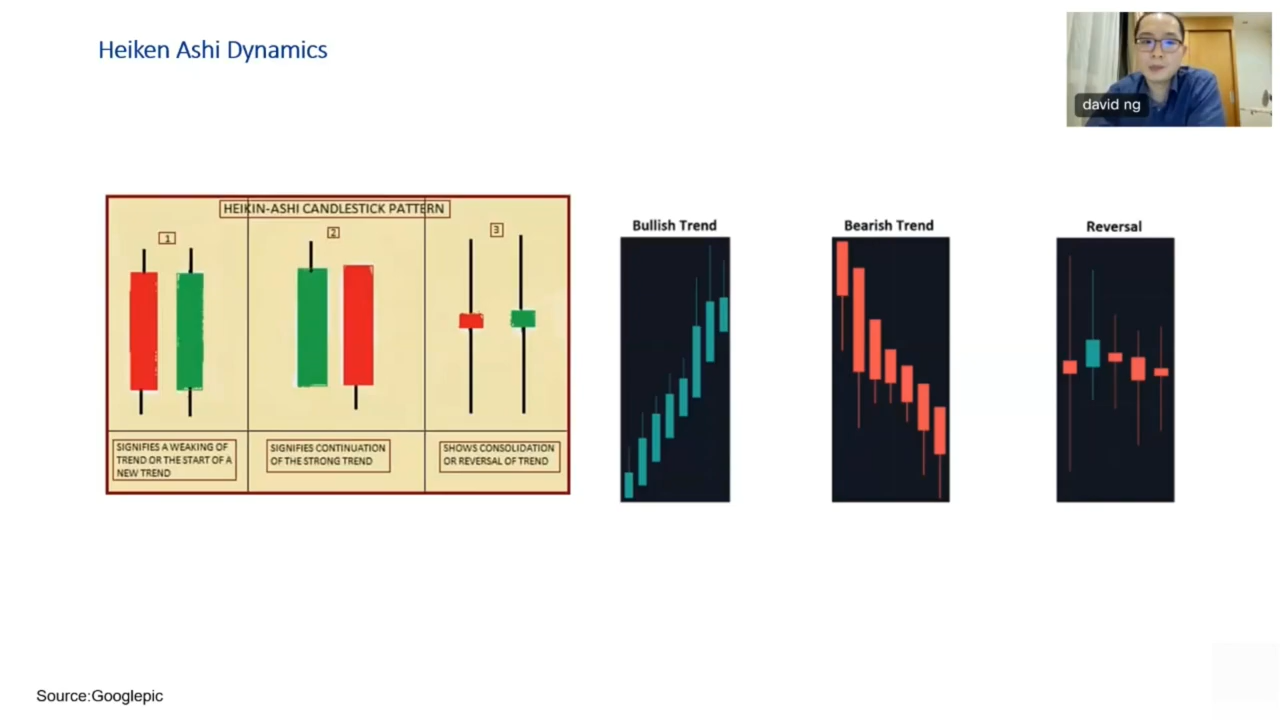 Heiken Ashi Dynamics
david ng
HEIKIN-ASHI CANDLESTICK PATTERN
1
2
3
SIGNIFIES A WEAKING OF
TREND OR THE START OF A
NEW TREND
SIGNIFIES CONTINUATION
OF THE STRONG TREND
SHOWS CONSOLIDATION
OR REVERSAL OF TREND
Bullish Trend
Bearish Trend
Reversal
Source:Googlepic